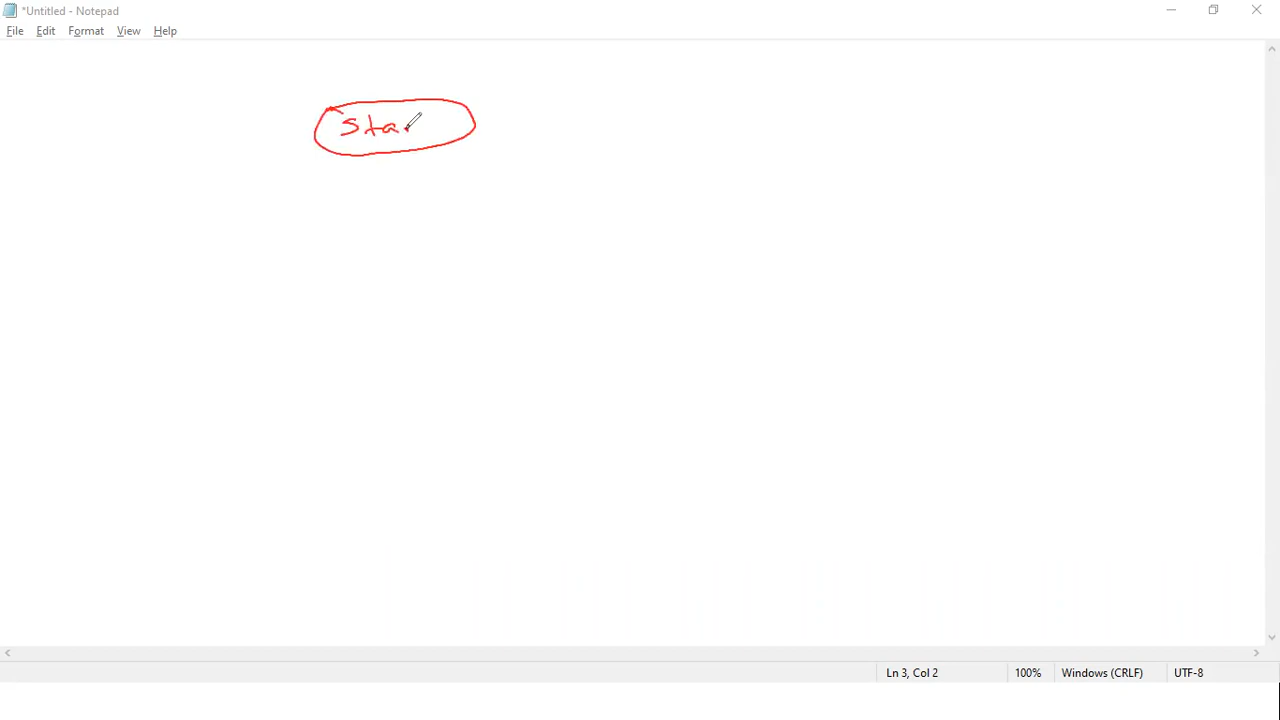 *Untitled - Notepad
File Edit Format View Help
Sta
Ln 3, Col 2 100% Windows (CRLF) UTF-8